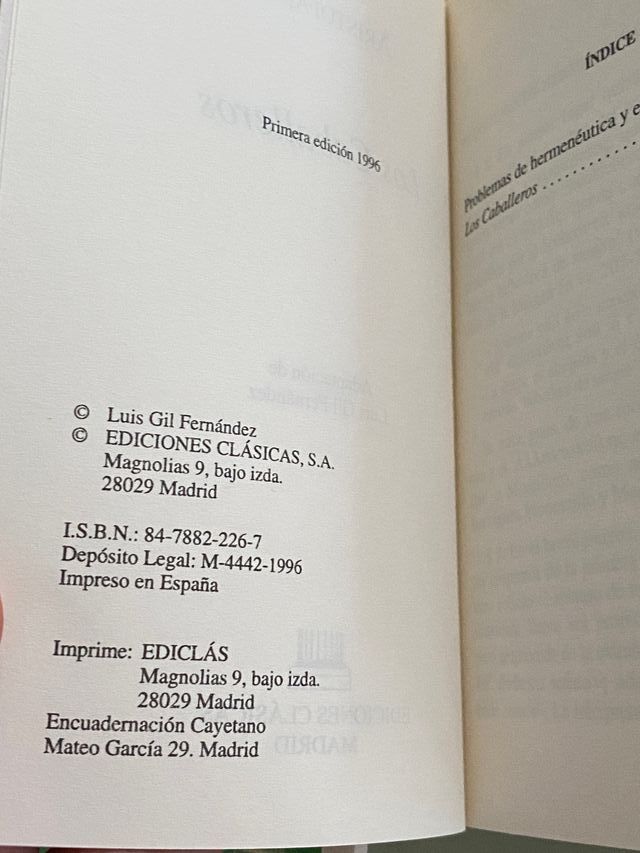 Primera edición 1996
© Luis Gil Fernández
© EDICIONES CLÁSICAS, S.A.
Magnolias 9, bajo izda.
28029 Madrid
I.S.B.N.: 84-7882-226-7
Depósito Legal: M-4442-1996
Impreso en España
Imprime: EDICLÁS
Magnolias 9, bajo izda.
28029 Madrid
Encuadernación Cayetano
Mateo García 29. Madrid
ÍNDICE
Problemas de hermenéutica y
Los Caballeros . . . . . . . . . . .